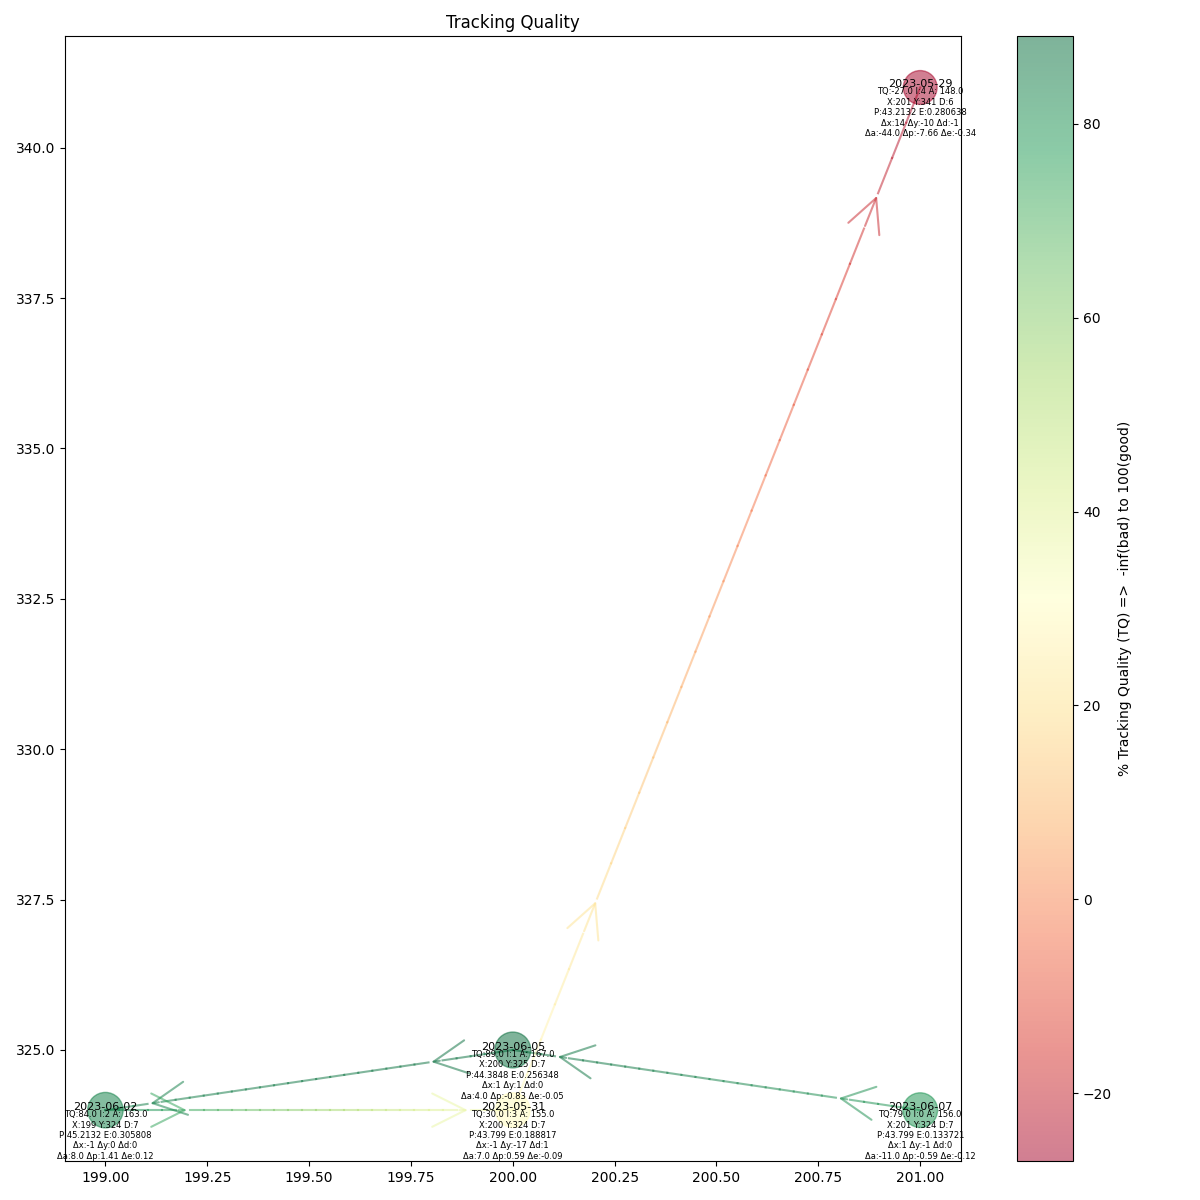 Tracking Quality
2023-05-29
TQ:-27.0 I:4 A: 148.0
X:201 Y:341 D:6
P:43.2132 E:0.280638
Δx:14 Δy:-10 Δd:-1
Δa:-44.0 Δp:-7.66 Δe:-0.34
340.0
337.5
335.0
332.5
330.0
327.5
325.0
2023-06-05
TQ:89.0 I:1 A: 167.0
X:200 Y:325 D:7
P:44.3848 E:0.256348
Δx:1 Δy:1 Δd:0
Δa:4.0 Δp:-0.83 Δe:-0.05
2023-06-02
TQ:84.0 I:2 A: 163.0
X:199 Y:324 D:7
P:45.2132 E:0.305808
Δx:-1 Δy:0 Δd:0
Δa:8.0 Δp:1.41 Δe:0.12
2023-05-31
TQ:30.0 I:3 A: 155.0
X:200 Y:324 D:7
P:43.799 E:0.188817
Δx:-1 Δy:-17 Δd:1
Δa:7.0 Δp:0.59 Δe:-0.09
2023-06-07
TQ:79.0 I:0 A: 156.0
X:201 Y:324 D:7
P:43.799 E:0.133721
Δx:1 Δy:-1 Δd:0
Δa:-11.0 Δp:-0.59 Δe:-0.12
199.00 199.25 199.50 199.75 200.00 200.25 200.50 200.75 201.00
80
60
40
20
0
−20
% Tracking Quality (TQ) => -inf(bad) to 100(good)